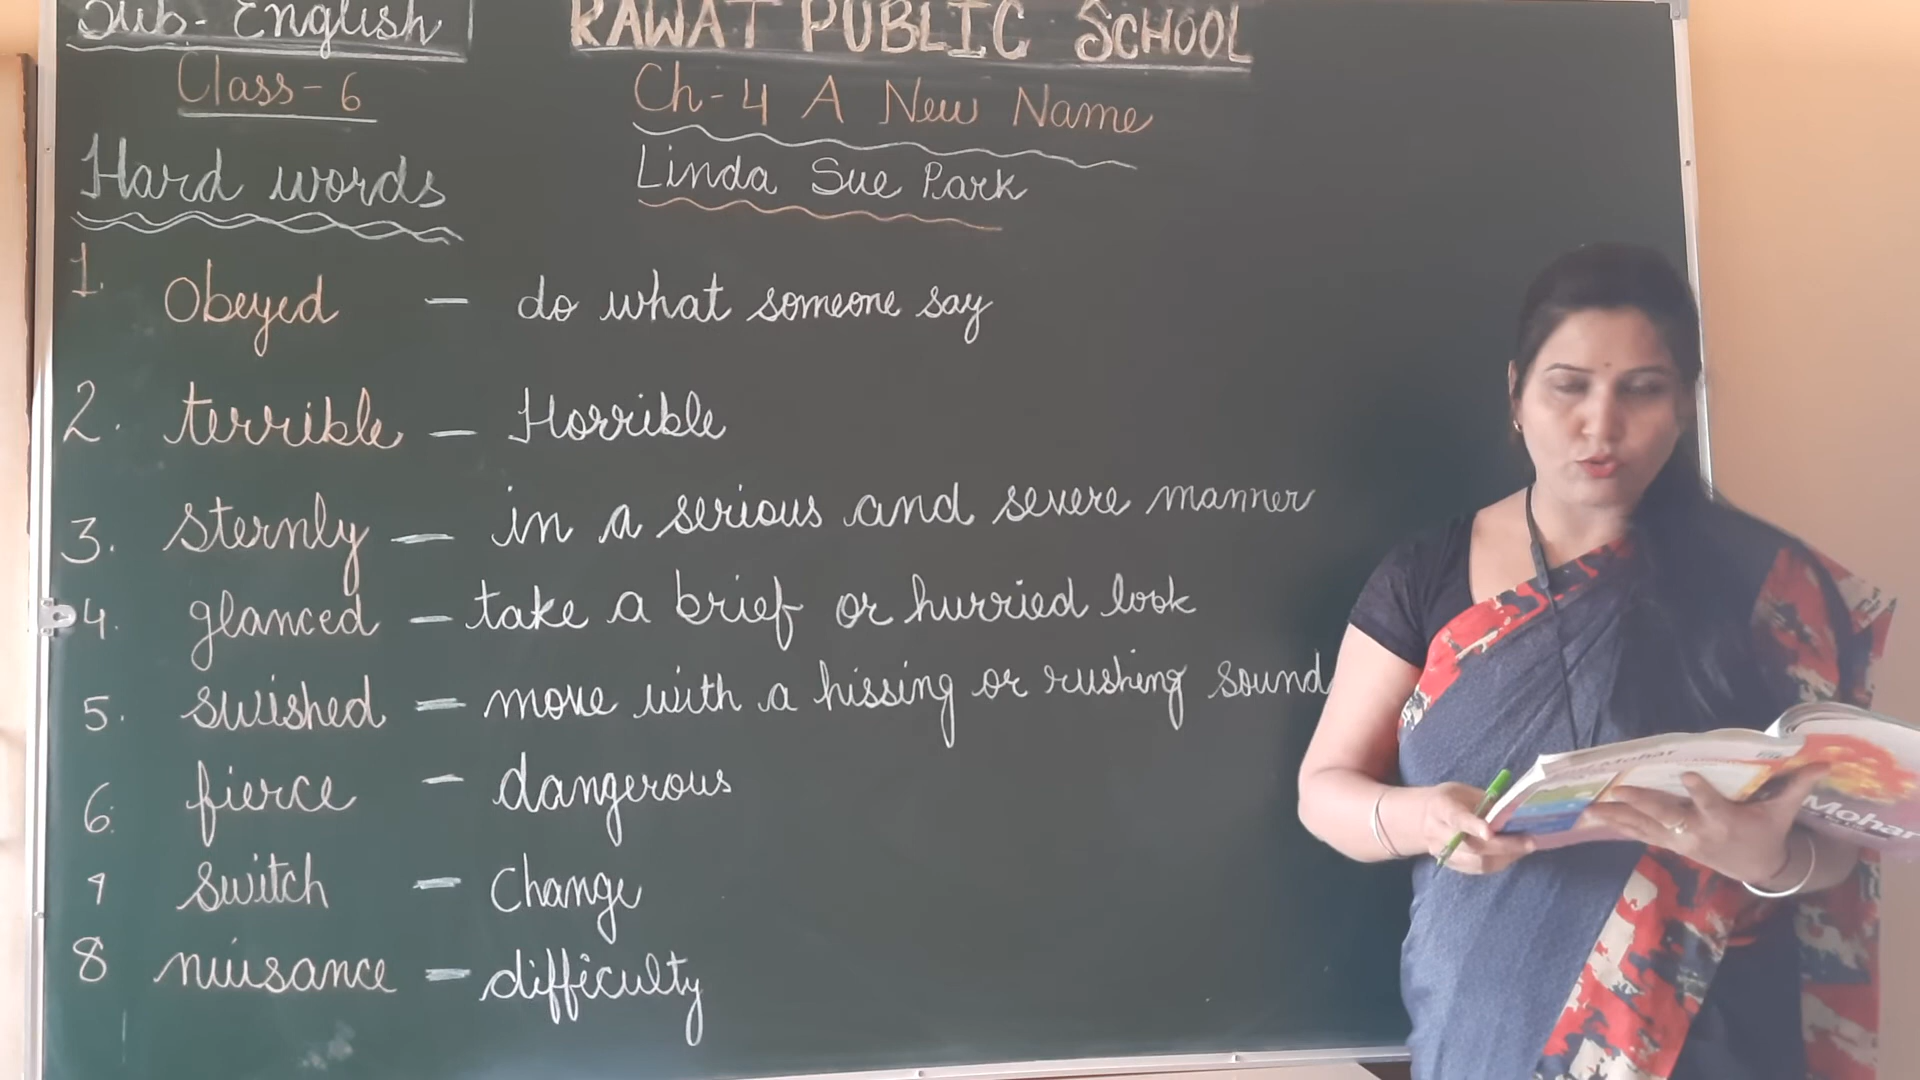 Sub- English
RAWAT PUBLIC SCHOOL
Class- 6
Ch-4 A New Name
Hard words
Linda Sue Park
1. Obeyed - do what someone say
2. terrible - Horrible
3. sternly - in a serious and severe manner
4. glanced - take a brief or hurried look
5. swished - move with a hissing or rushing sound
6. fierce - dangerous
7 switch - Change
8 nuisance - difficulty
Mohar
Mohar